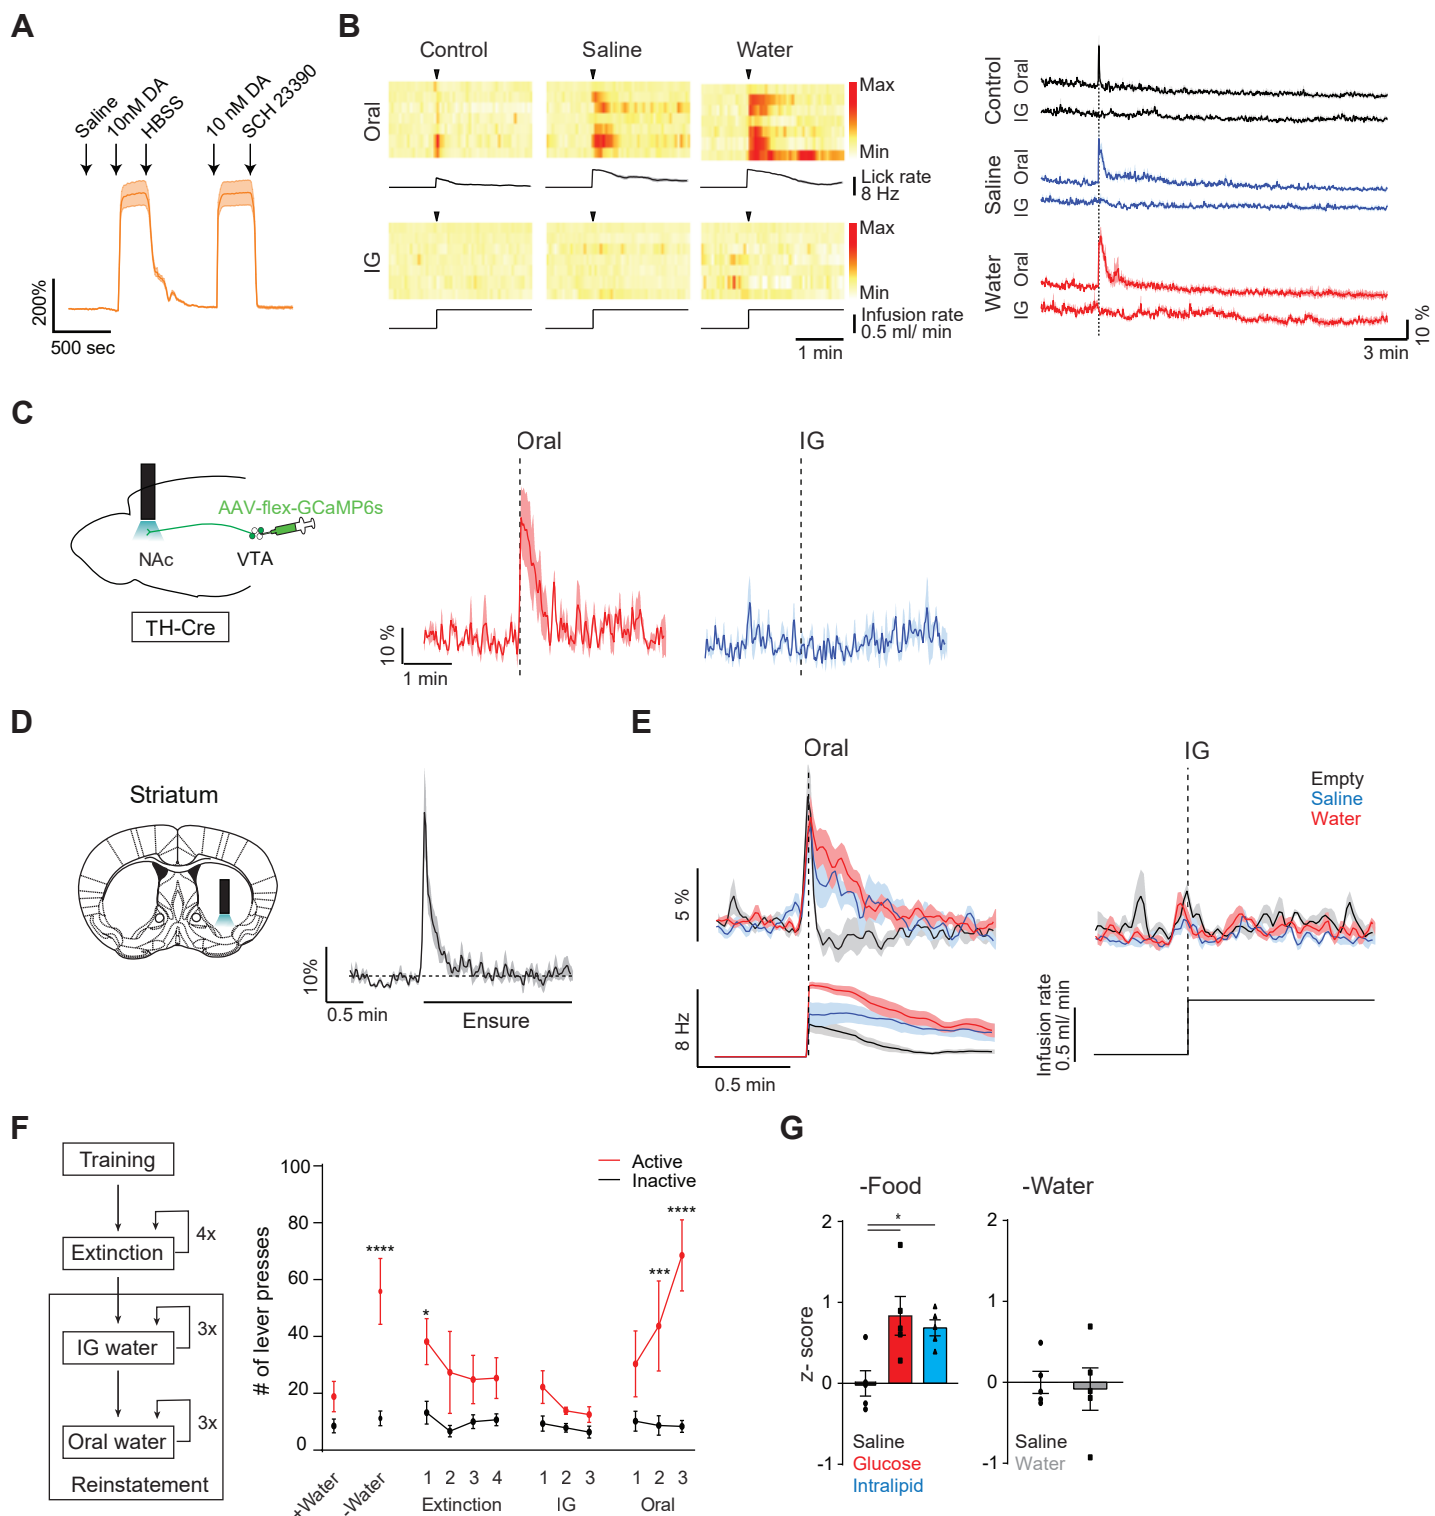 A
Saline
10nM DA
HBSS
10 nM DA
SCH 23390
200%
500 sec
B
Control
Saline
Water
Oral
Max
Min
Lick rate
8 Hz
IG
Max
Min
Infusion rate
0.5 ml/ min
1 min
Control
Oral
IG
Saline
Oral
IG
Water
Oral
IG
10 %
3 min
C
AAV-flex-GCaMP6s
NAc
VTA
TH-Cre
Oral
IG
10 %
1 min
D
Striatum
10%
0.5 min
Ensure
E
Oral
IG
Empty
Saline
Water
5 %
8 Hz
0.5 min
Infusion rate
0.5 ml/ min
F
Training
Extinction
4x
IG water
3x
Oral water
3x
Reinstatement
# of lever presses
100
80
60
40
20
0
Active
Inactive
*
****
***
****
+Water
-Water
1 2 3 4
Extinction
1 2 3
IG
1 2 3
Oral
G
-Food
-Water
z- score
2
1
0
-1
*
Saline
Glucose
Intralipid
2
1
0
-1
Saline
Water